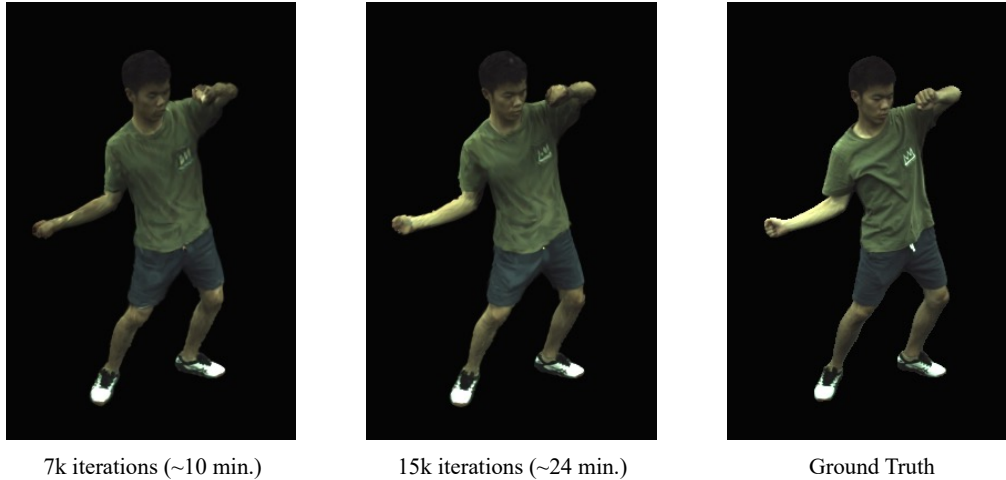 7k iterations (~10 min.)
15k iterations (~24 min.)
Ground Truth